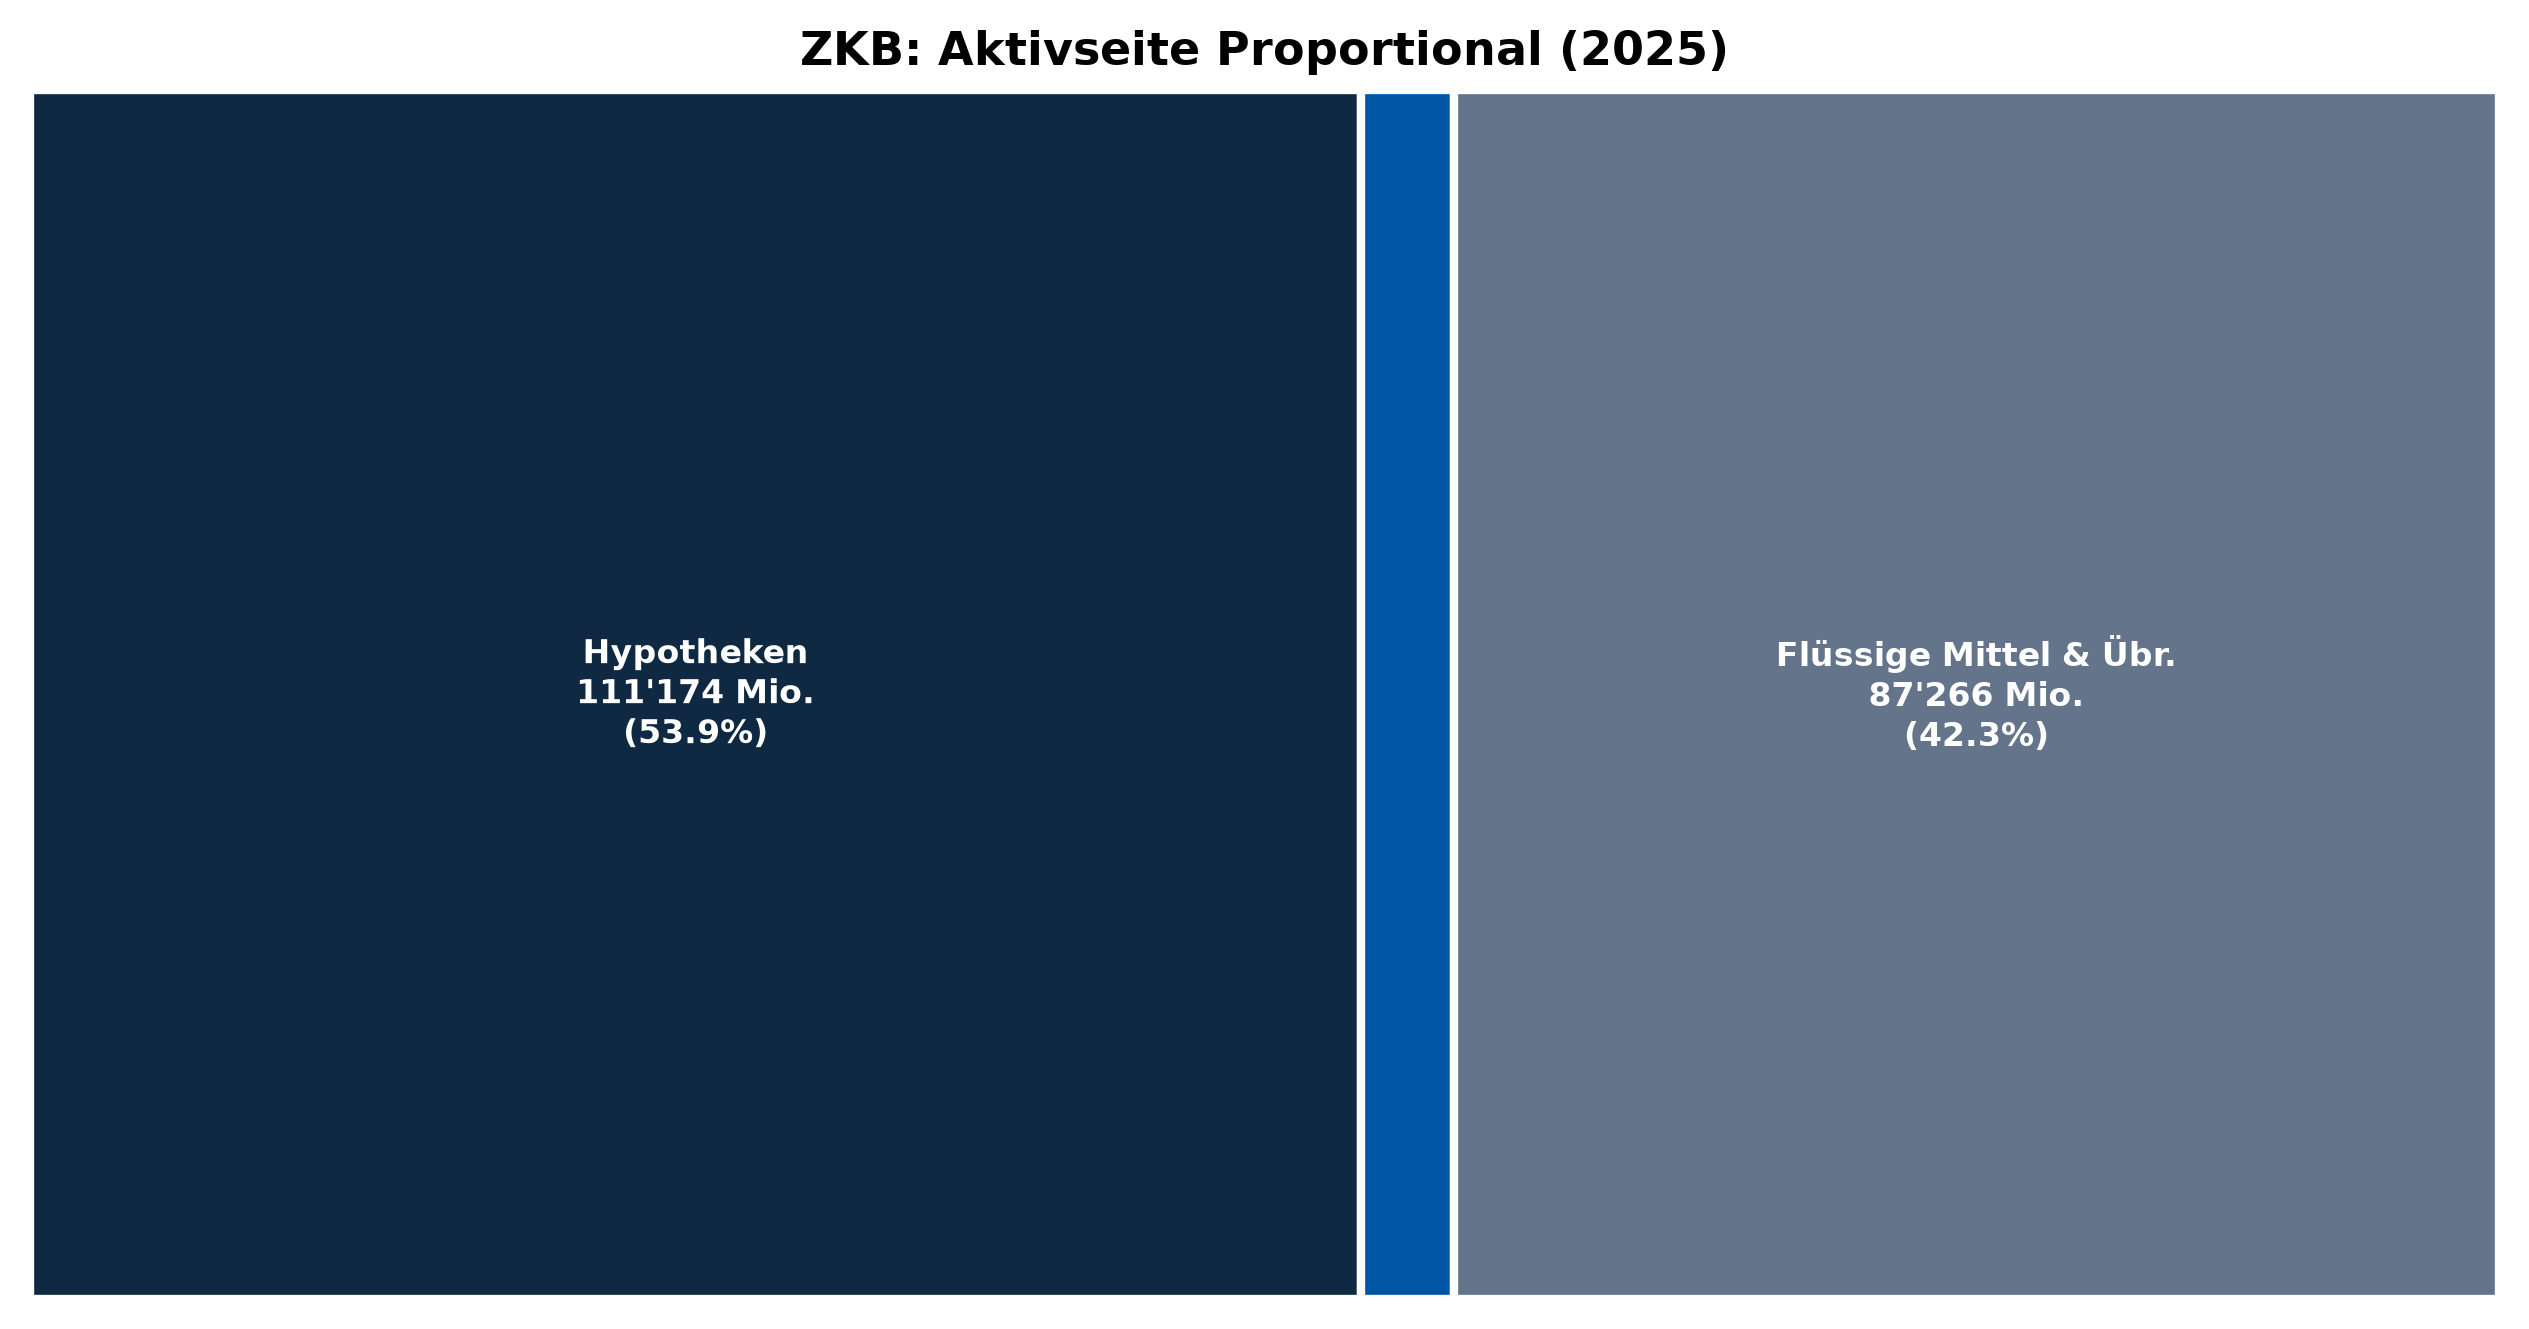 ZKB: Aktivseite Proportional (2025)
Hypotheken
111'174 Mio.
(53.9%)
Flüssige Mittel & Übr.
87'266 Mio.
(42.3%)